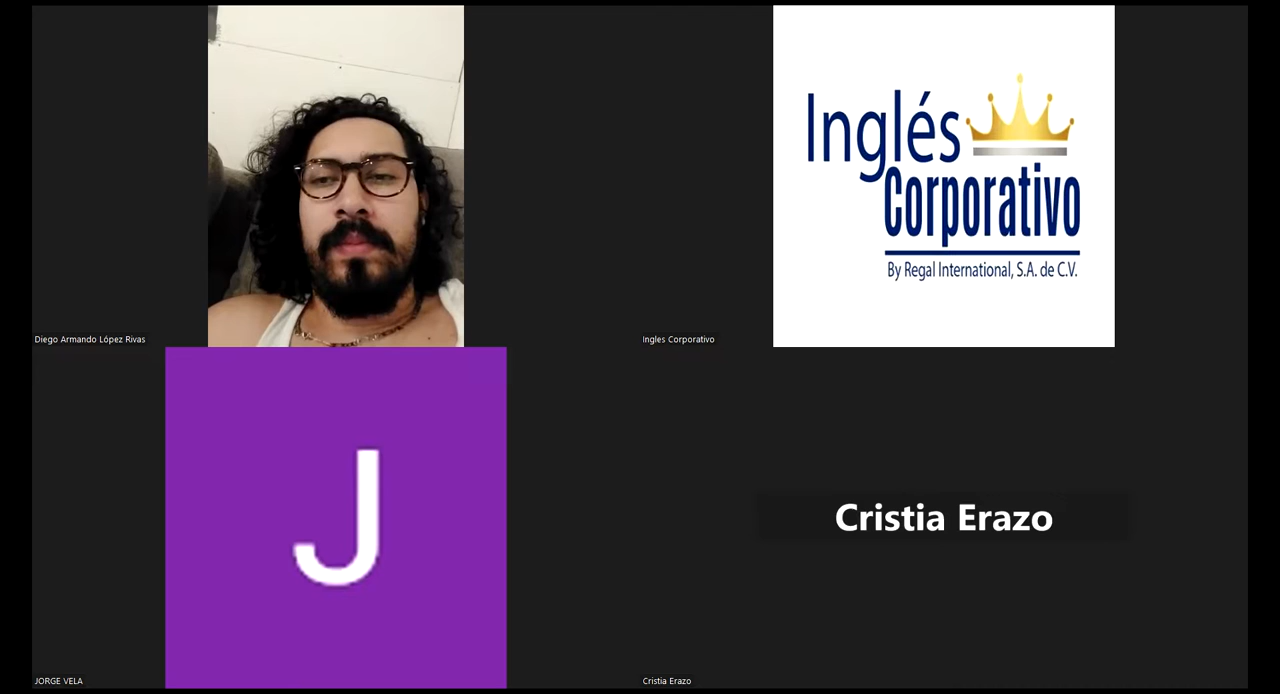 Inglés
Corporativo
By Regal International, S.A. de C.V.
Diego Armando López Rivas
Ingles Corporativo
J
Cristia Erazo
JORGE VELA
Cristia Erazo